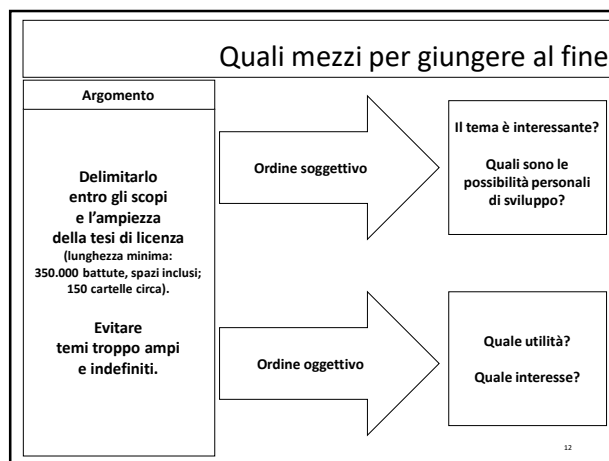 Quali mezzi per giungere al fine
Argomento
Delimitarlo
entro gli scopi
e l’ampiezza
della tesi di licenza
(lunghezza minima:
350.000 battute, spazi inclusi;
150 cartelle circa).
Evitare
temi troppo ampi
e indefiniti.
Ordine soggettivo
Il tema è interessante?
Quali sono le
possibilità personali
di sviluppo?
Ordine oggettivo
Quale utilità?
Quale interesse?
12